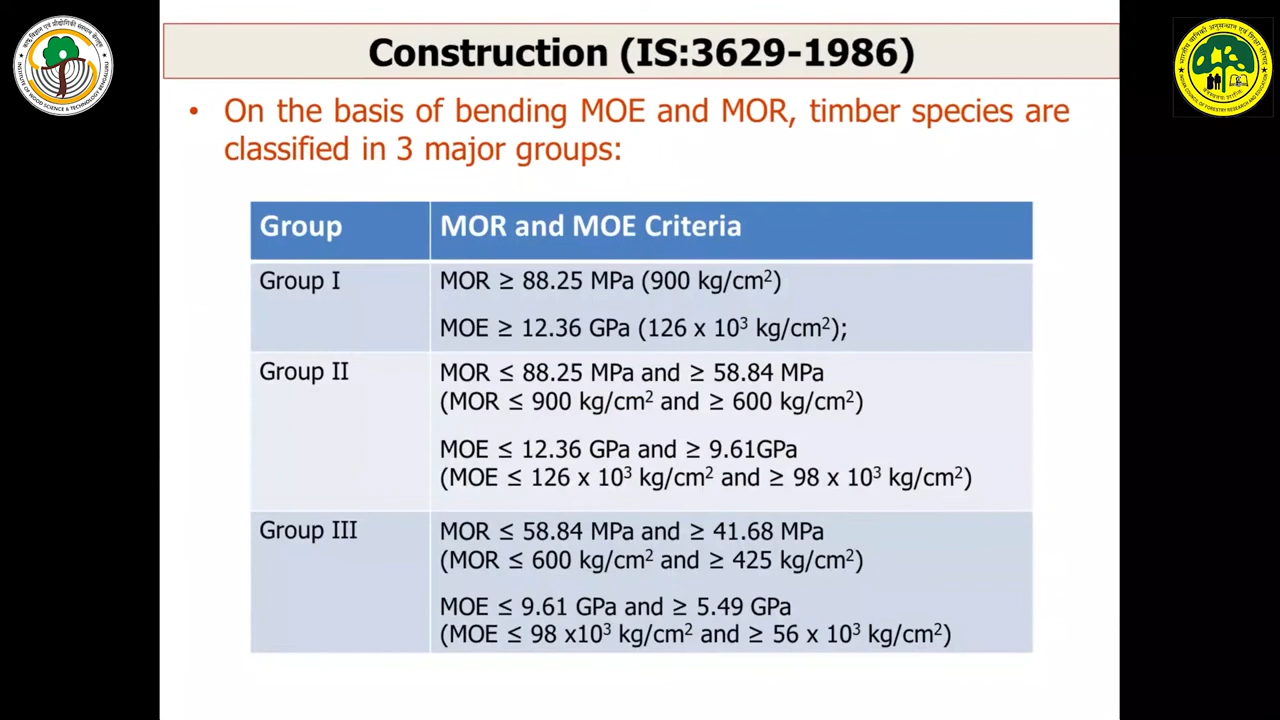 Construction (IS:3629-1986)
• On the basis of bending MOE and MOR, timber species are
classified in 3 major groups:
Group
MOR and MOE Criteria
Group I
MOR ≥ 88.25 MPa (900 kg/cm²)
MOE ≥ 12.36 GPa (126 x 10³ kg/cm²);
Group II
MOR ≤ 88.25 MPa and ≥ 58.84 MPa
(MOR ≤ 900 kg/cm² and ≥ 600 kg/cm²)
MOE ≤ 12.36 GPa and ≥ 9.61GPa
(MOE ≤ 126 x 10³ kg/cm² and ≥ 98 x 10³ kg/cm²)
Group III
MOR ≤ 58.84 MPa and ≥ 41.68 MPa
(MOR ≤ 600 kg/cm² and ≥ 425 kg/cm²)
MOE ≤ 9.61 GPa and ≥ 5.49 GPa
(MOE ≤ 98 x10³ kg/cm² and ≥ 56 x 10³ kg/cm²)